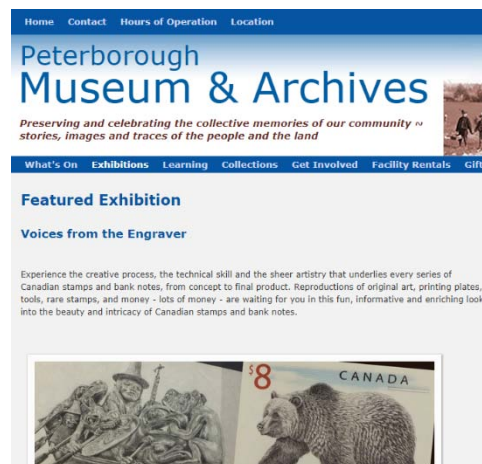 Home Contact Hours of Operation Location
Peterborough
Museum & Archives
Preserving and celebrating the collective memories of our community ~
stories, images and traces of the people and the land
What's On Exhibitions Learning Collections Get Involved Facility Rentals Gift
Featured Exhibition
Voices from the Engraver
Experience the creative process, the technical skill and the sheer artistry that underlies every series of
Canadian stamps and bank notes, from concept to final product. Reproductions of original art, printing plates,
tools, rare stamps, and money - lots of money - are waiting for you in this fun, informative and enriching look
into the beauty and intricacy of Canadian stamps and bank notes.
$8 CANADA